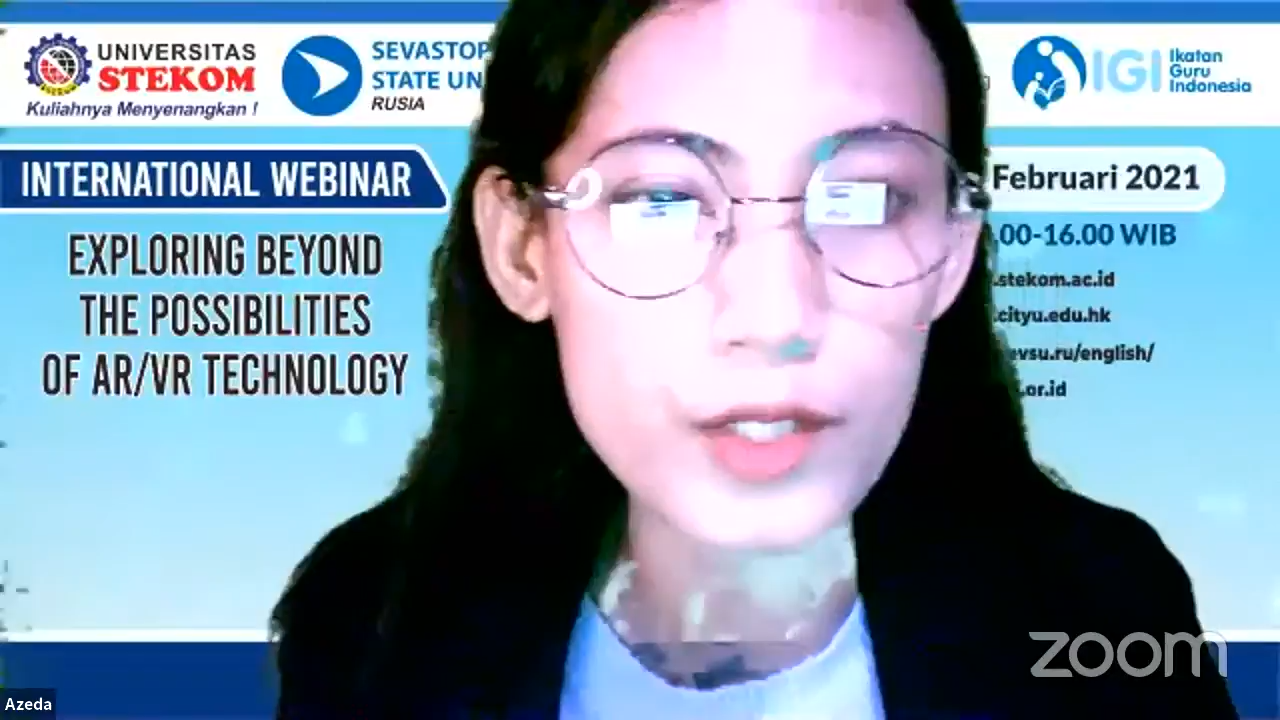 UNIVERSITAS
STEKOM
Kuliahnya Menyenangkan !
SEVASTOP
STATE UN
RUSIA
IGI
Ikatan
Guru
Indonesia
INTERNATIONAL WEBINAR
EXPLORING BEYOND
THE POSSIBILITIES
OF AR/VR TECHNOLOGY
Februari 2021
.00-16.00 WIB
.stekom.ac.id
.cityu.edu.hk
evsu.ru/english/
.or.id
zoom
Azeda